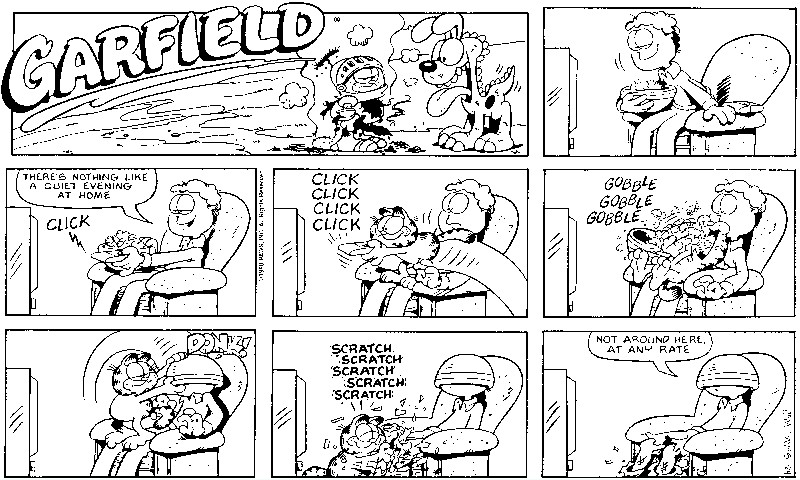 GARFIELD
THERE'S NOTHING LIKE
A QUIET EVENING
AT HOME
CLICK
CLICK
CLICK
CLICK
CLICK
GOBBLE
GOBBLE
GOBBLE
SCRATCH
SCRATCH
SCRATCH
SCRATCH
SCRATCH
NOT AROUND HERE,
AT ANY RATE